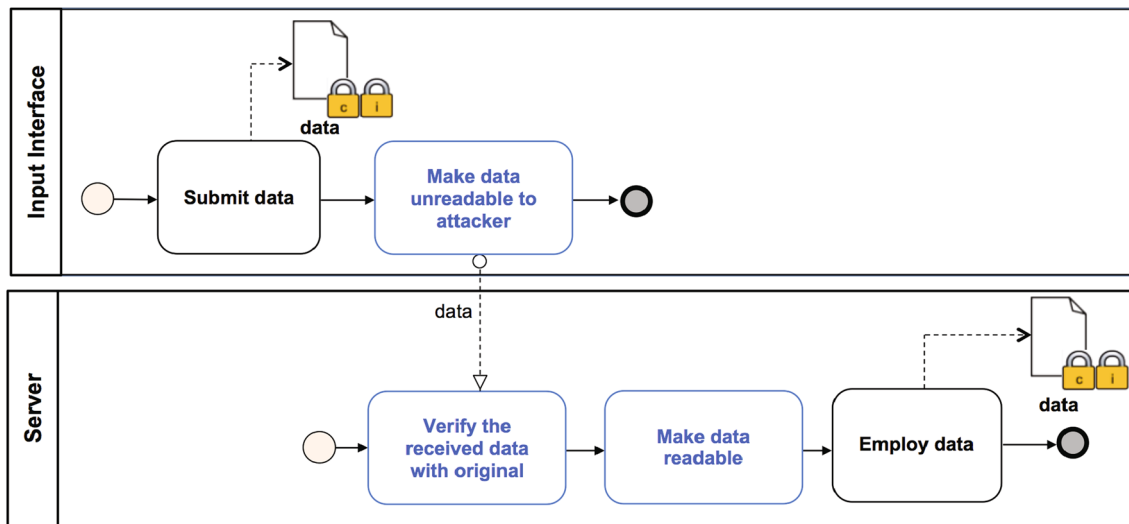 Input Interface
c i
data
Submit data
Make data
unreadable to
attacker
data
Server
c i
data
Verify the
received data
with original
Make data
readable
Employ data